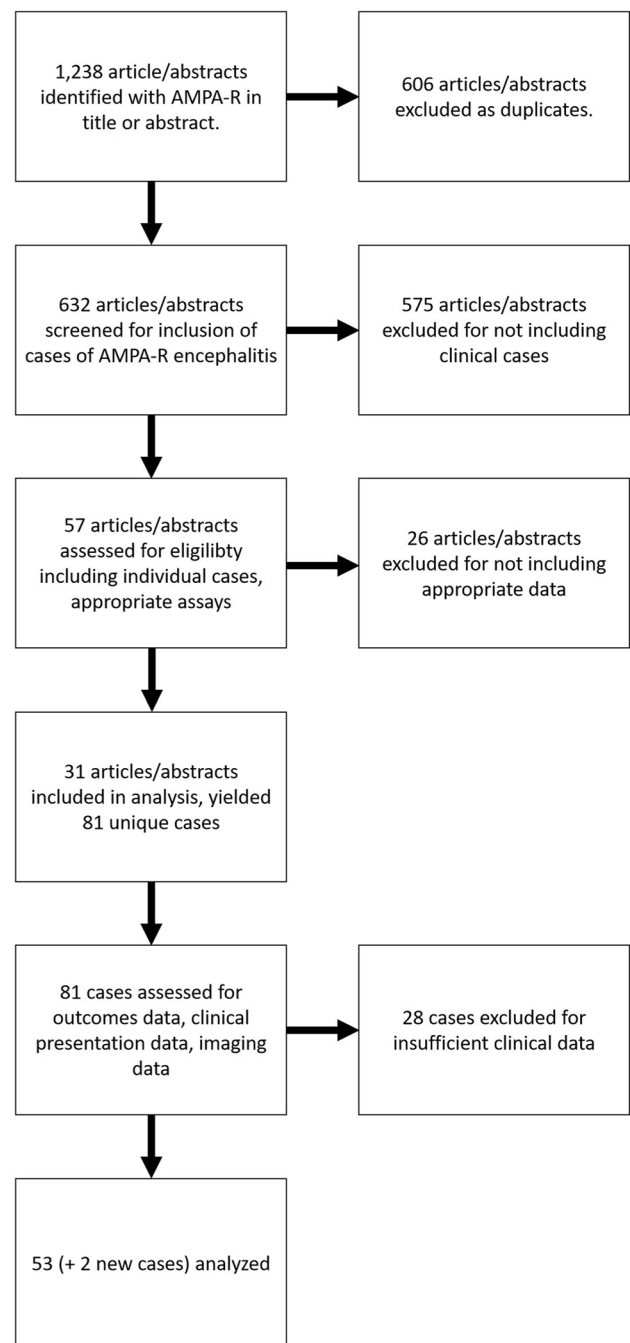 1,238 article/abstracts
identified with AMPA-R in
title or abstract.
606 articles/abstracts
excluded as duplicates.
632 articles/abstracts
screened for inclusion of
cases of AMPA-R encephalitis
575 articles/abstracts
excluded for not including
clinical cases
57 articles/abstracts
assessed for eligilibty
including individual cases,
appropriate assays
26 articles/abstracts
excluded for not including
appropriate data
31 articles/abstracts
included in analysis, yielded
81 unique cases
81 cases assessed for
outcomes data, clinical
presentation data, imaging
data
28 cases excluded for
insufficient clinical data
53 (+ 2 new cases) analyzed